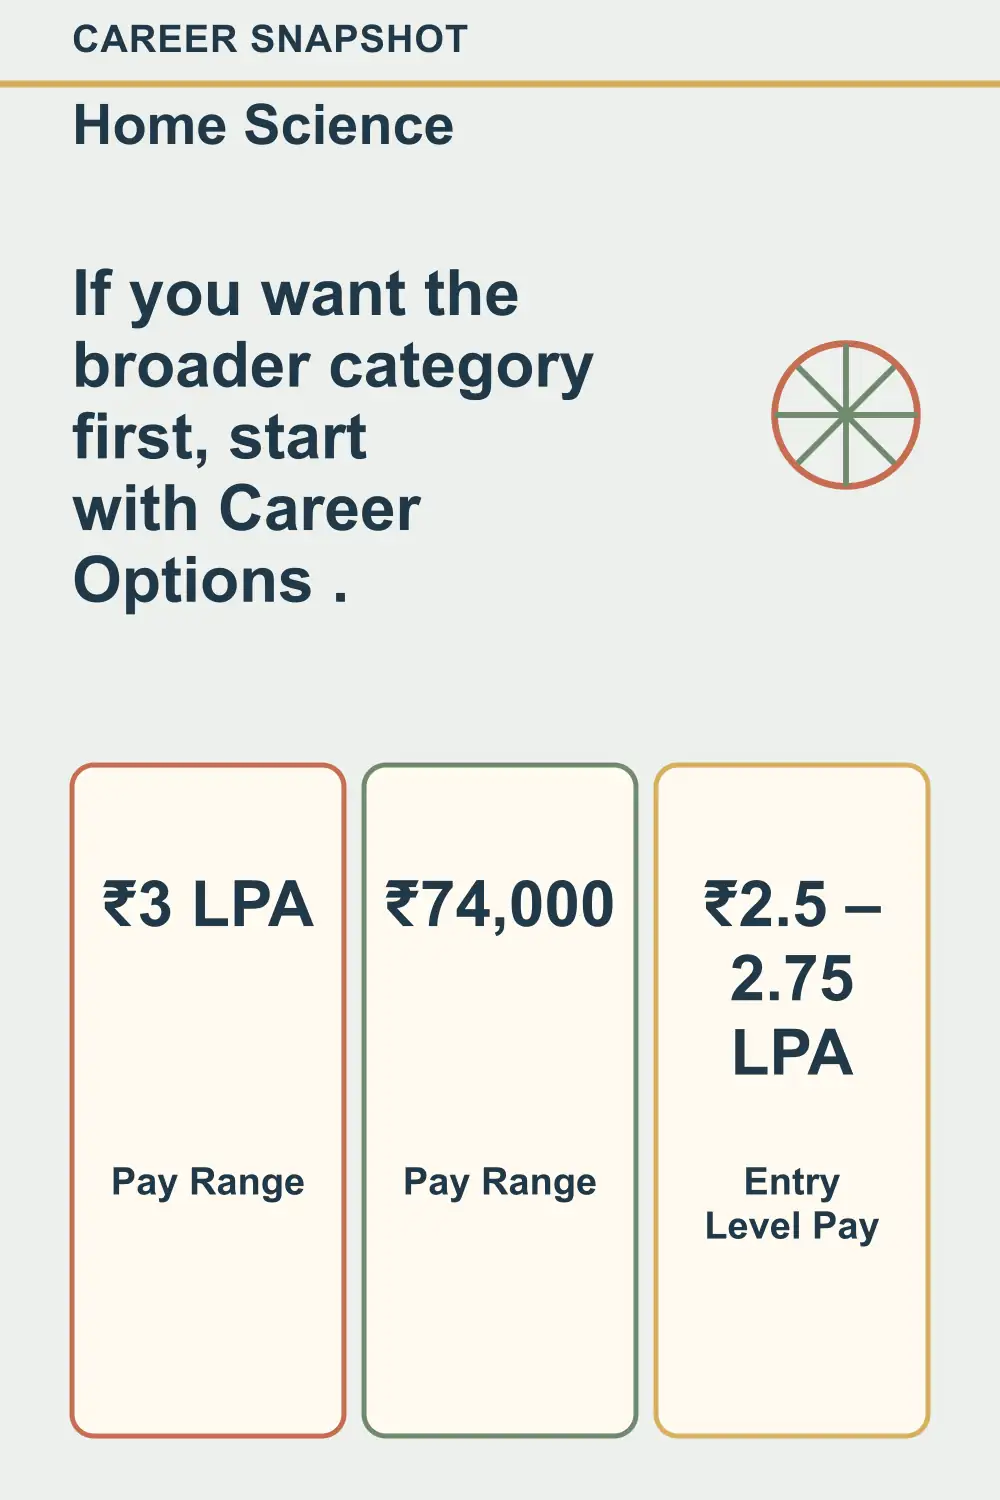 CAREER SNAPSHOT
Home Science
If you want the
broader category
first, start
with Career
Options .
₹3 LPA
Pay Range
₹74,000
Pay Range
₹2.5 –
2.75
LPA
Entry
Level Pay